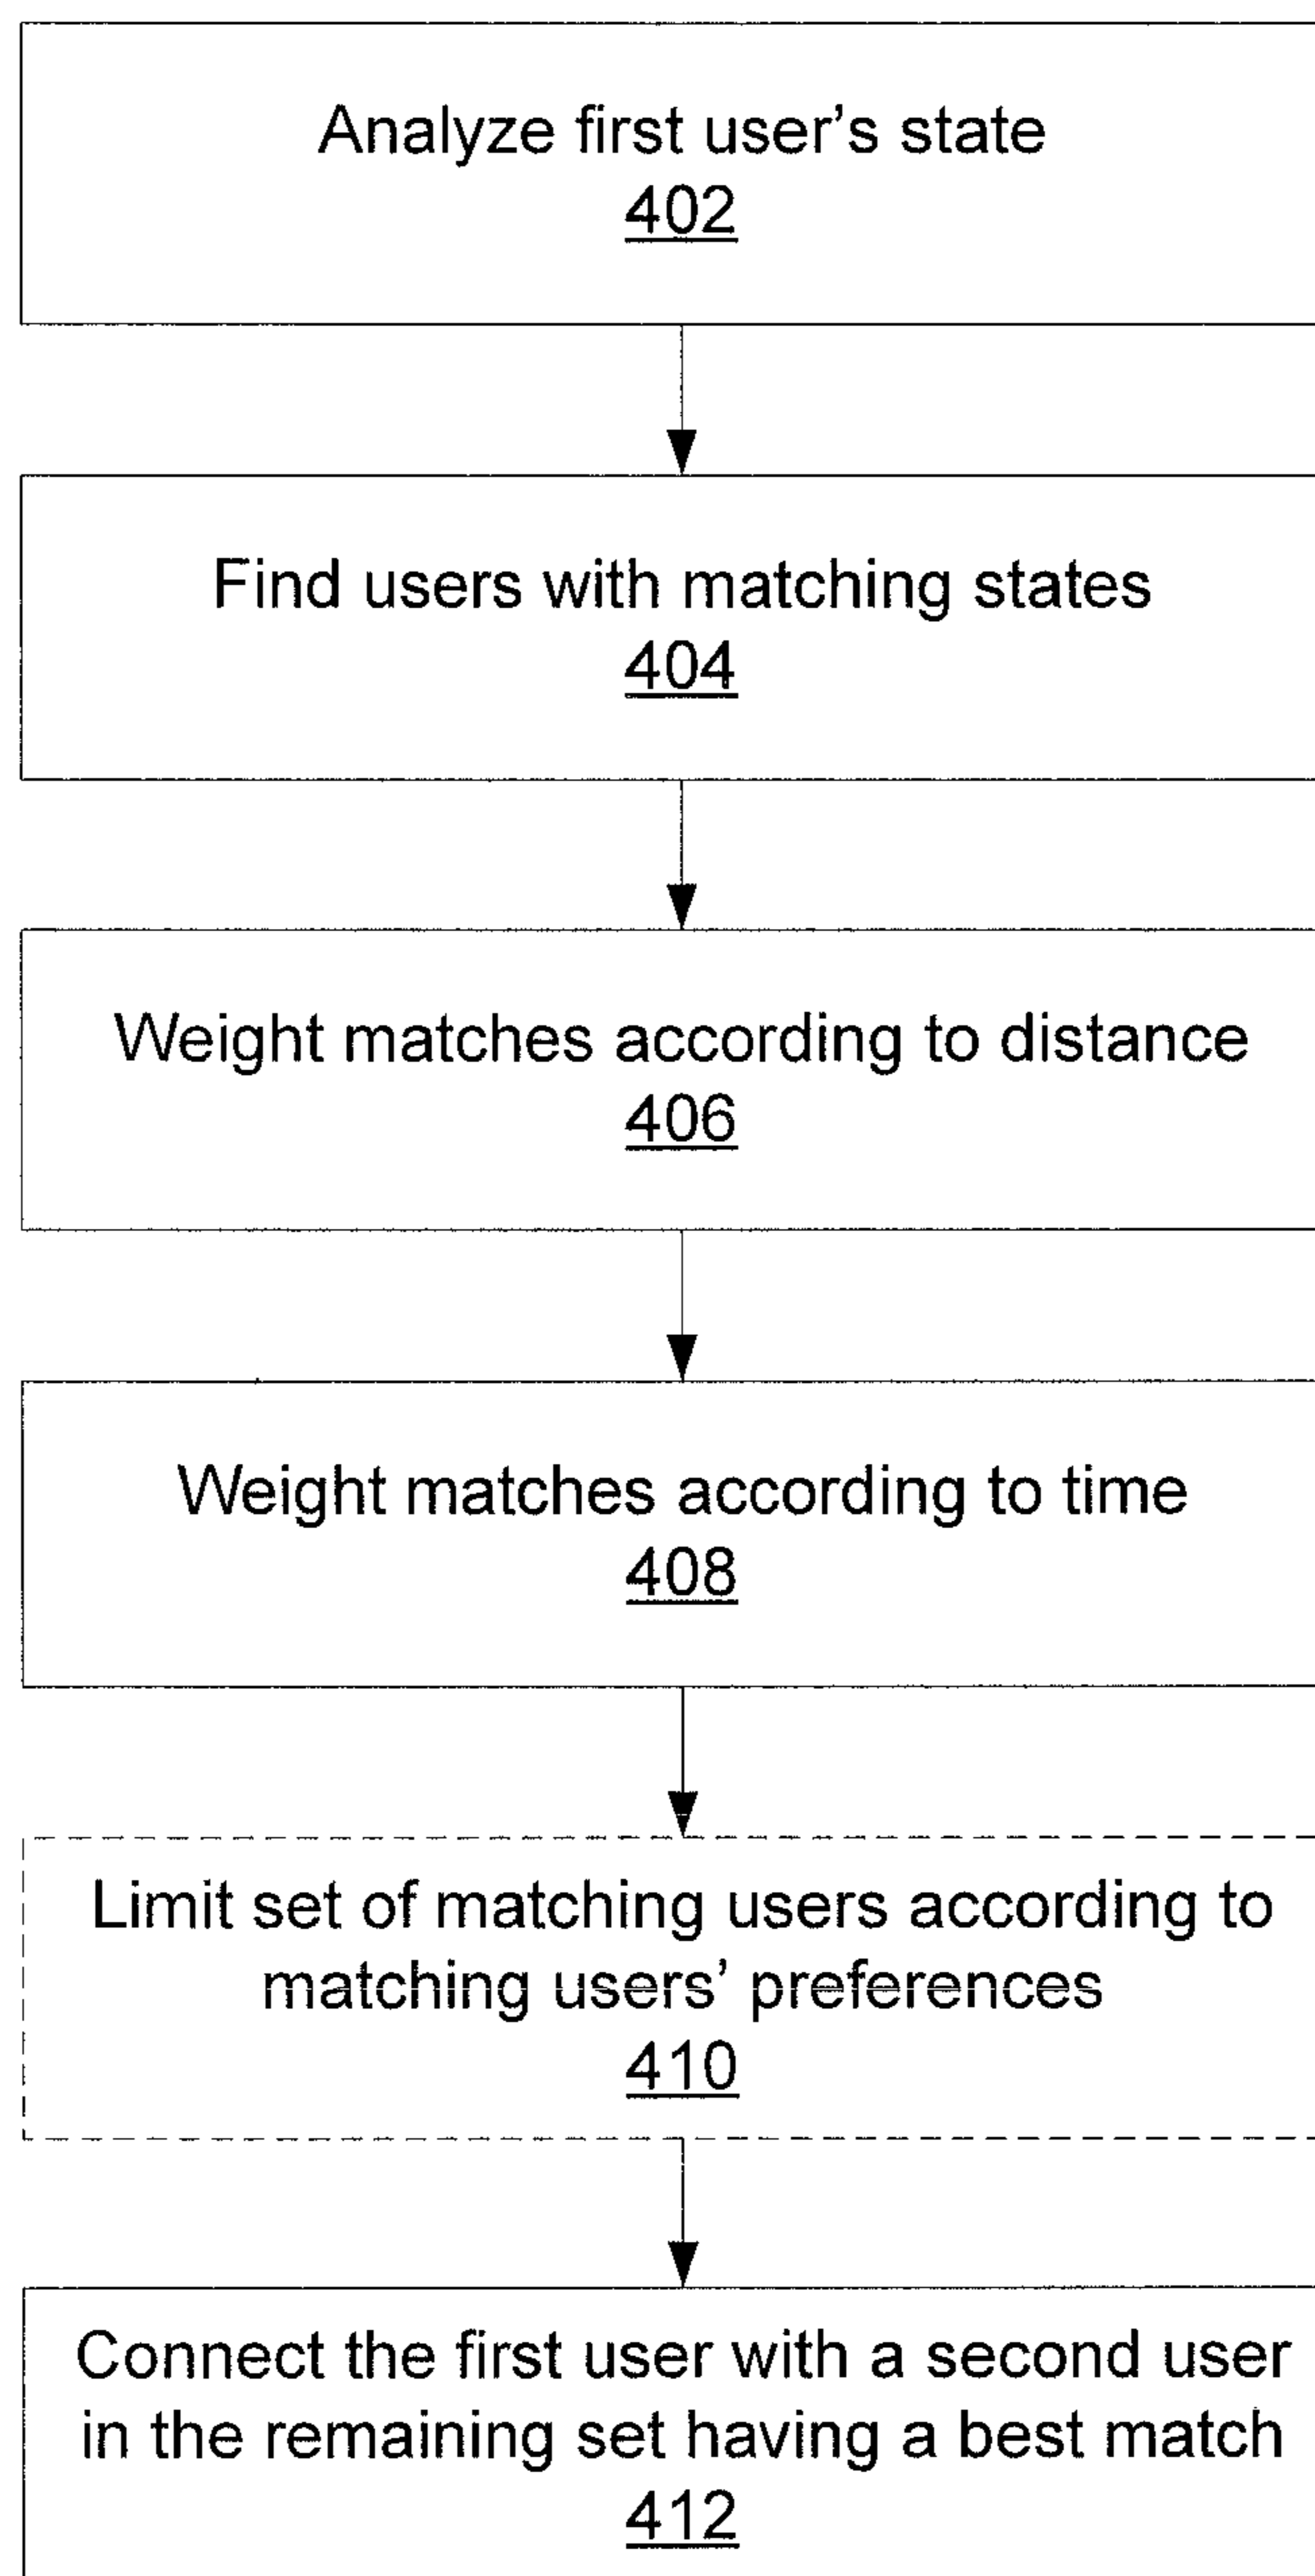 Analyze first user’s state
402
Find users with matching states
404
Weight matches according to distance
406
Weight matches according to time
408
Limit set of matching users according to
matching users’ preferences
410
Connect the first user with a second user
in the remaining set having a best match
412